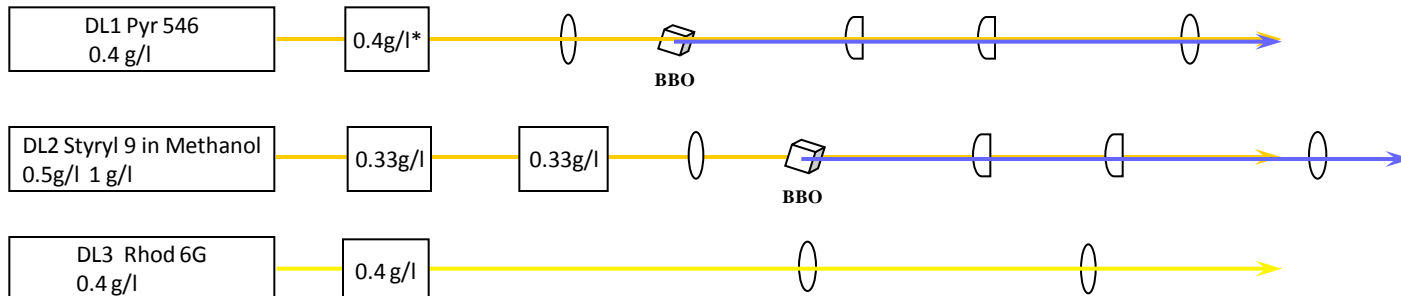 DL1 Pyr 546
0.4 g/l
0.4g/l*
BBO
DL2 Styryl 9 in Methanol
0.5g/l 1 g/l
0.33g/l
0.33g/l
BBO
DL3 Rhod 6G
0.4 g/l
0.4 g/l